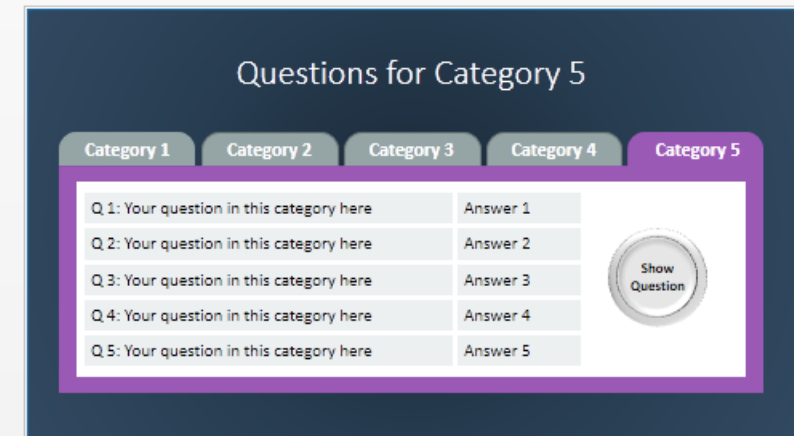 Questions for Category 5
Category 1 Category 2 Category 3 Category 4 Category 5
Q 1: Your question in this category here Answer 1
Q 2: Your question in this category here Answer 2
Q 3: Your question in this category here Answer 3
Q 4: Your question in this category here Answer 4
Q 5: Your question in this category here Answer 5
Show
Question